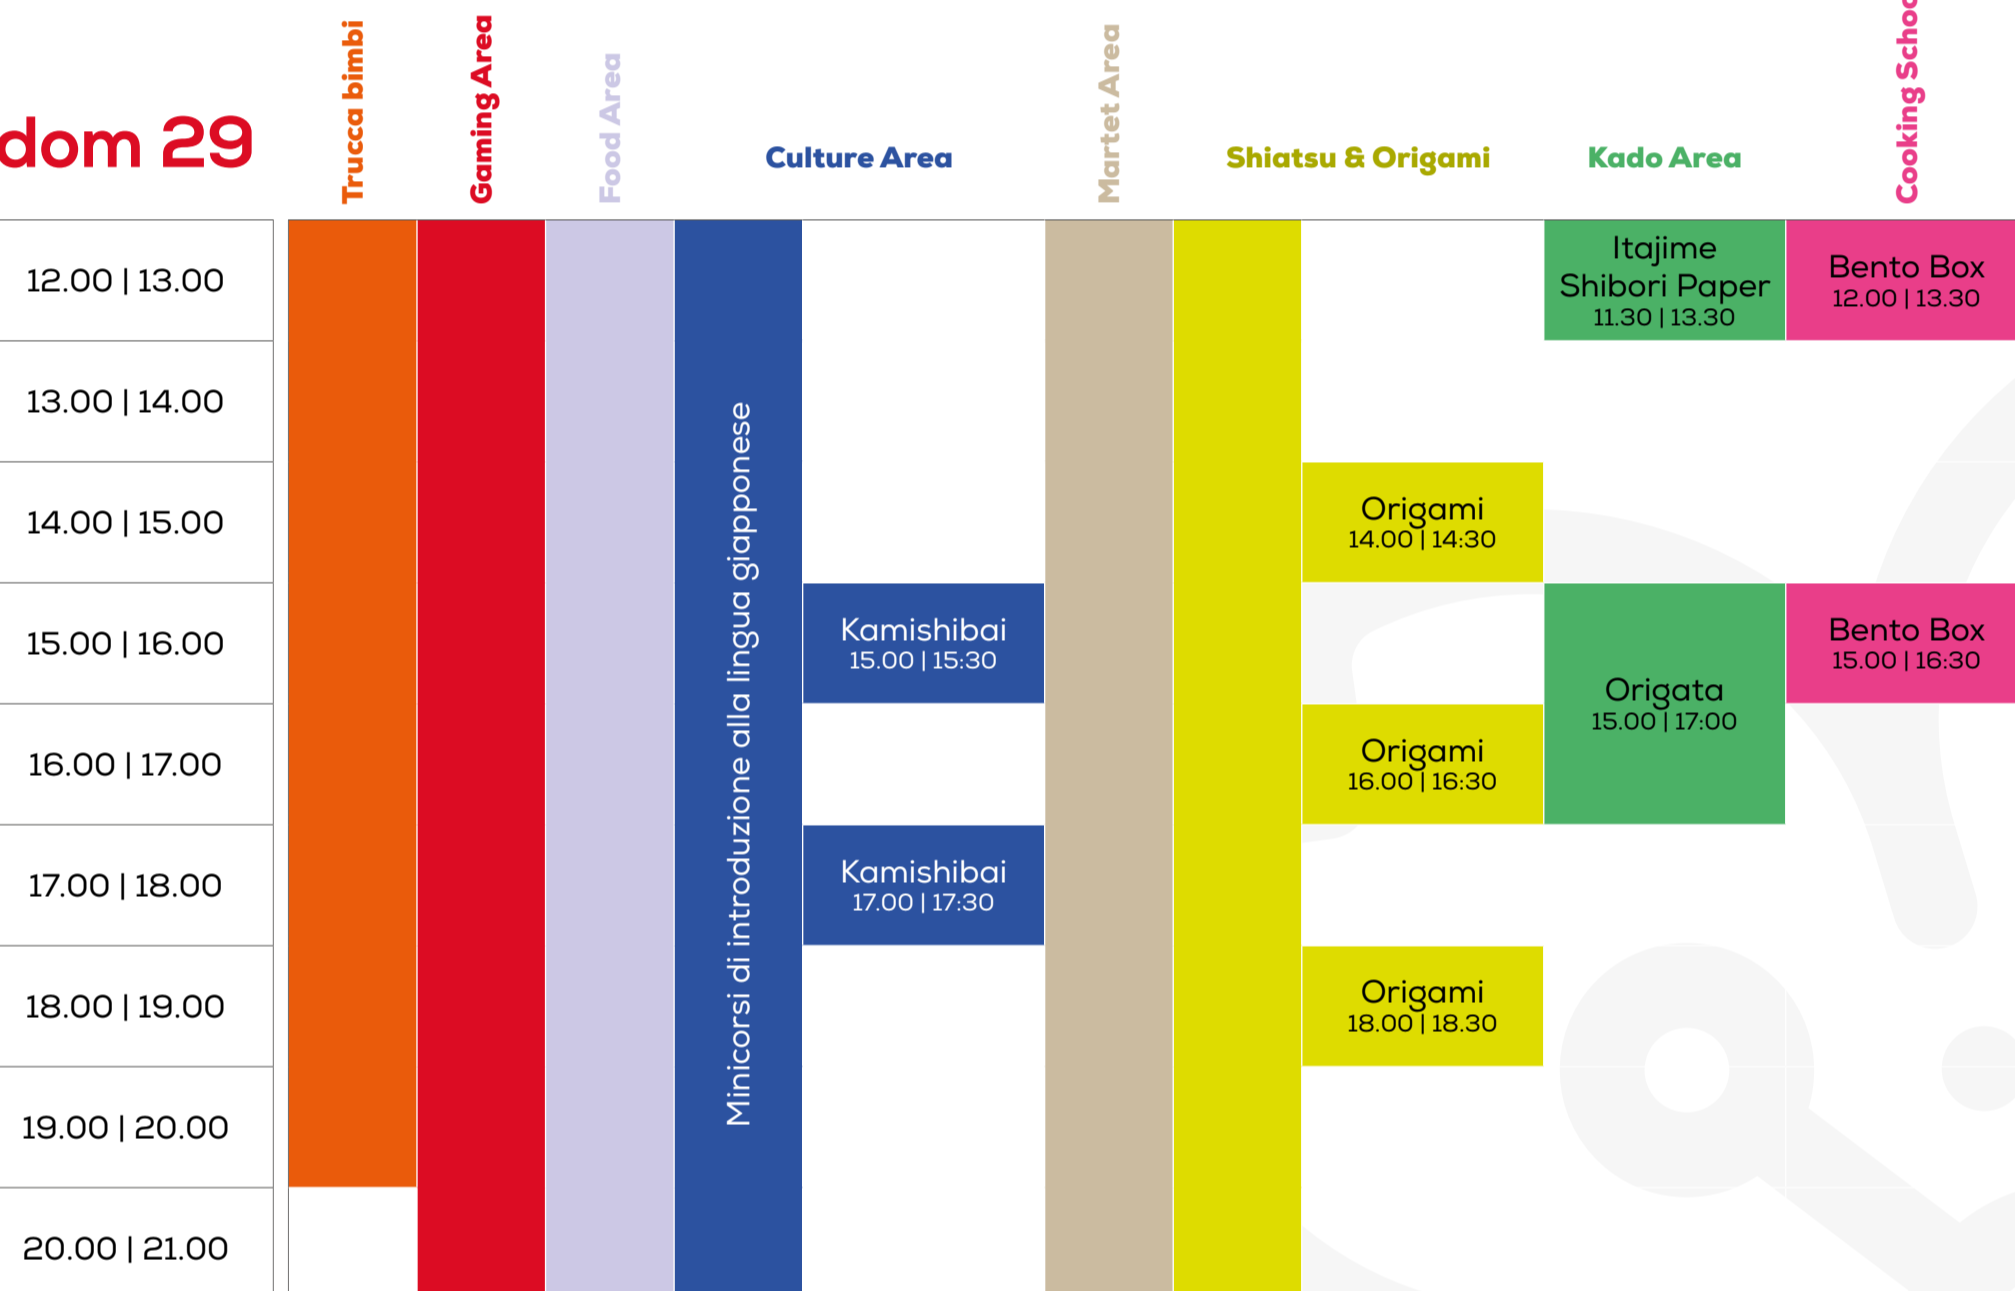 dom 29
Trucca bimbi
Gaming Area
Food Area
Culture Area
Martet Area
Shiatsu & Origami
Kado Area
Cooking
12.00 | 13.00
Itajime
Shibori Paper
11.30 | 13.30
Bento Box
12.00 | 13.30
13.00 | 14.00
Minicorsi di introduzione alla lingua giapponese
14.00 | 15.00
Origami
14.00 | 14:30
15.00 | 16.00
Kamishibai
15.00 | 15:30
Origata
15.00 | 17:00
Bento Box
15.00 | 16:30
16.00 | 17.00
Origami
16.00 | 16:30
17.00 | 18.00
Kamishibai
17.00 | 17:30
18.00 | 19.00
Origami
18.00 | 18.30
19.00 | 20.00
20.00 | 21.00